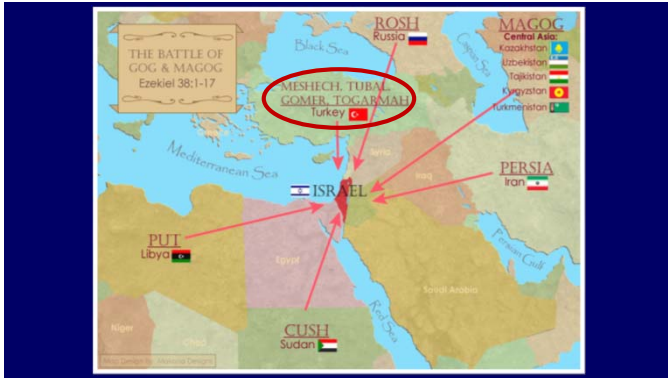 THE BATTLE OF
GOG & MAGOG
Ezekiel 38:1-17
Black Sea
ROSH
Russia
Caspian Sea
MAGOG
Central Asia:
Kazakhstan
Uzbekistan
Tajikistan
Kyrgyzstan
Turkmenistan
MESHECH, TUBAL,
GOMER, TOGARMAH
Turkey
Greece
Mediterranean Sea
Syria
Iraq
ISRAEL
PERSIA
Iran
PUT
Libya
Egypt
Persian Gulf
Saudi Arabia
Red Sea
CUSH
Sudan
Niger
Chad